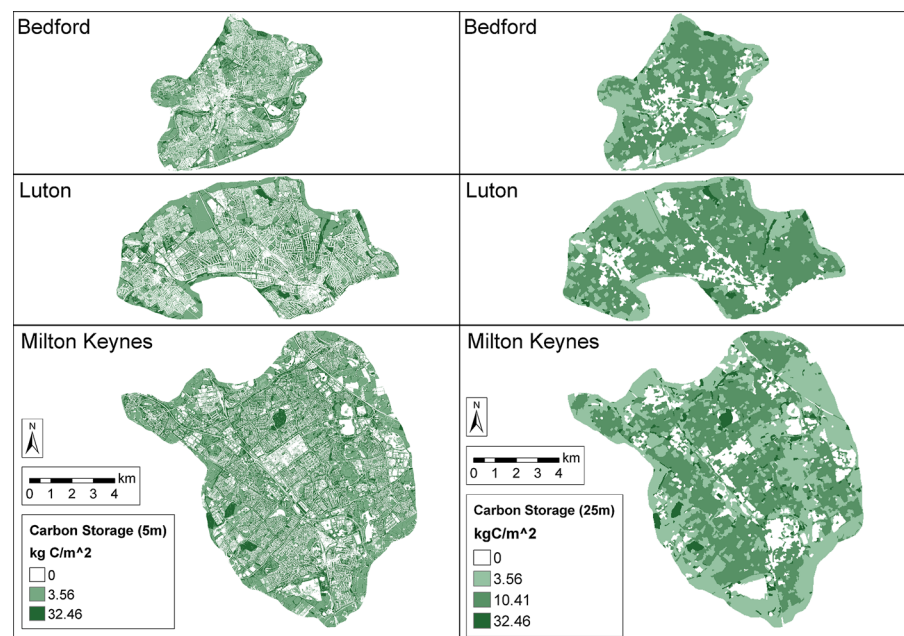 Bedford
Bedford
Luton
Luton
Milton Keynes
N
km
0 1 2 3 4
Carbon Storage (5m)
kg C/m^2
0
3.56
32.46
Milton Keynes
N
km
0 1 2 3 4
Carbon Storage (25m)
kgC/m^2
0
3.56
10.41
32.46